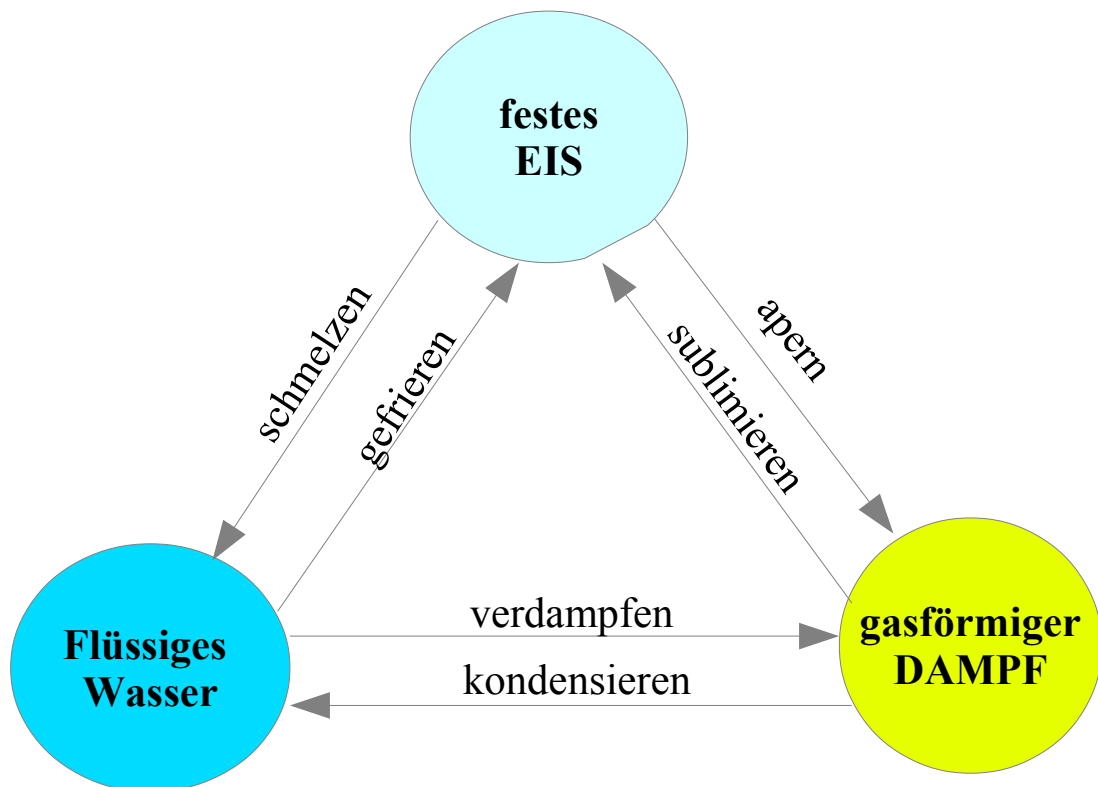 festes
EIS
schmelzen
gefrieren
sublimieren
apern
verdampfen
kondensieren
Flüssiges
Wasser
gasförmiger
DAMPF